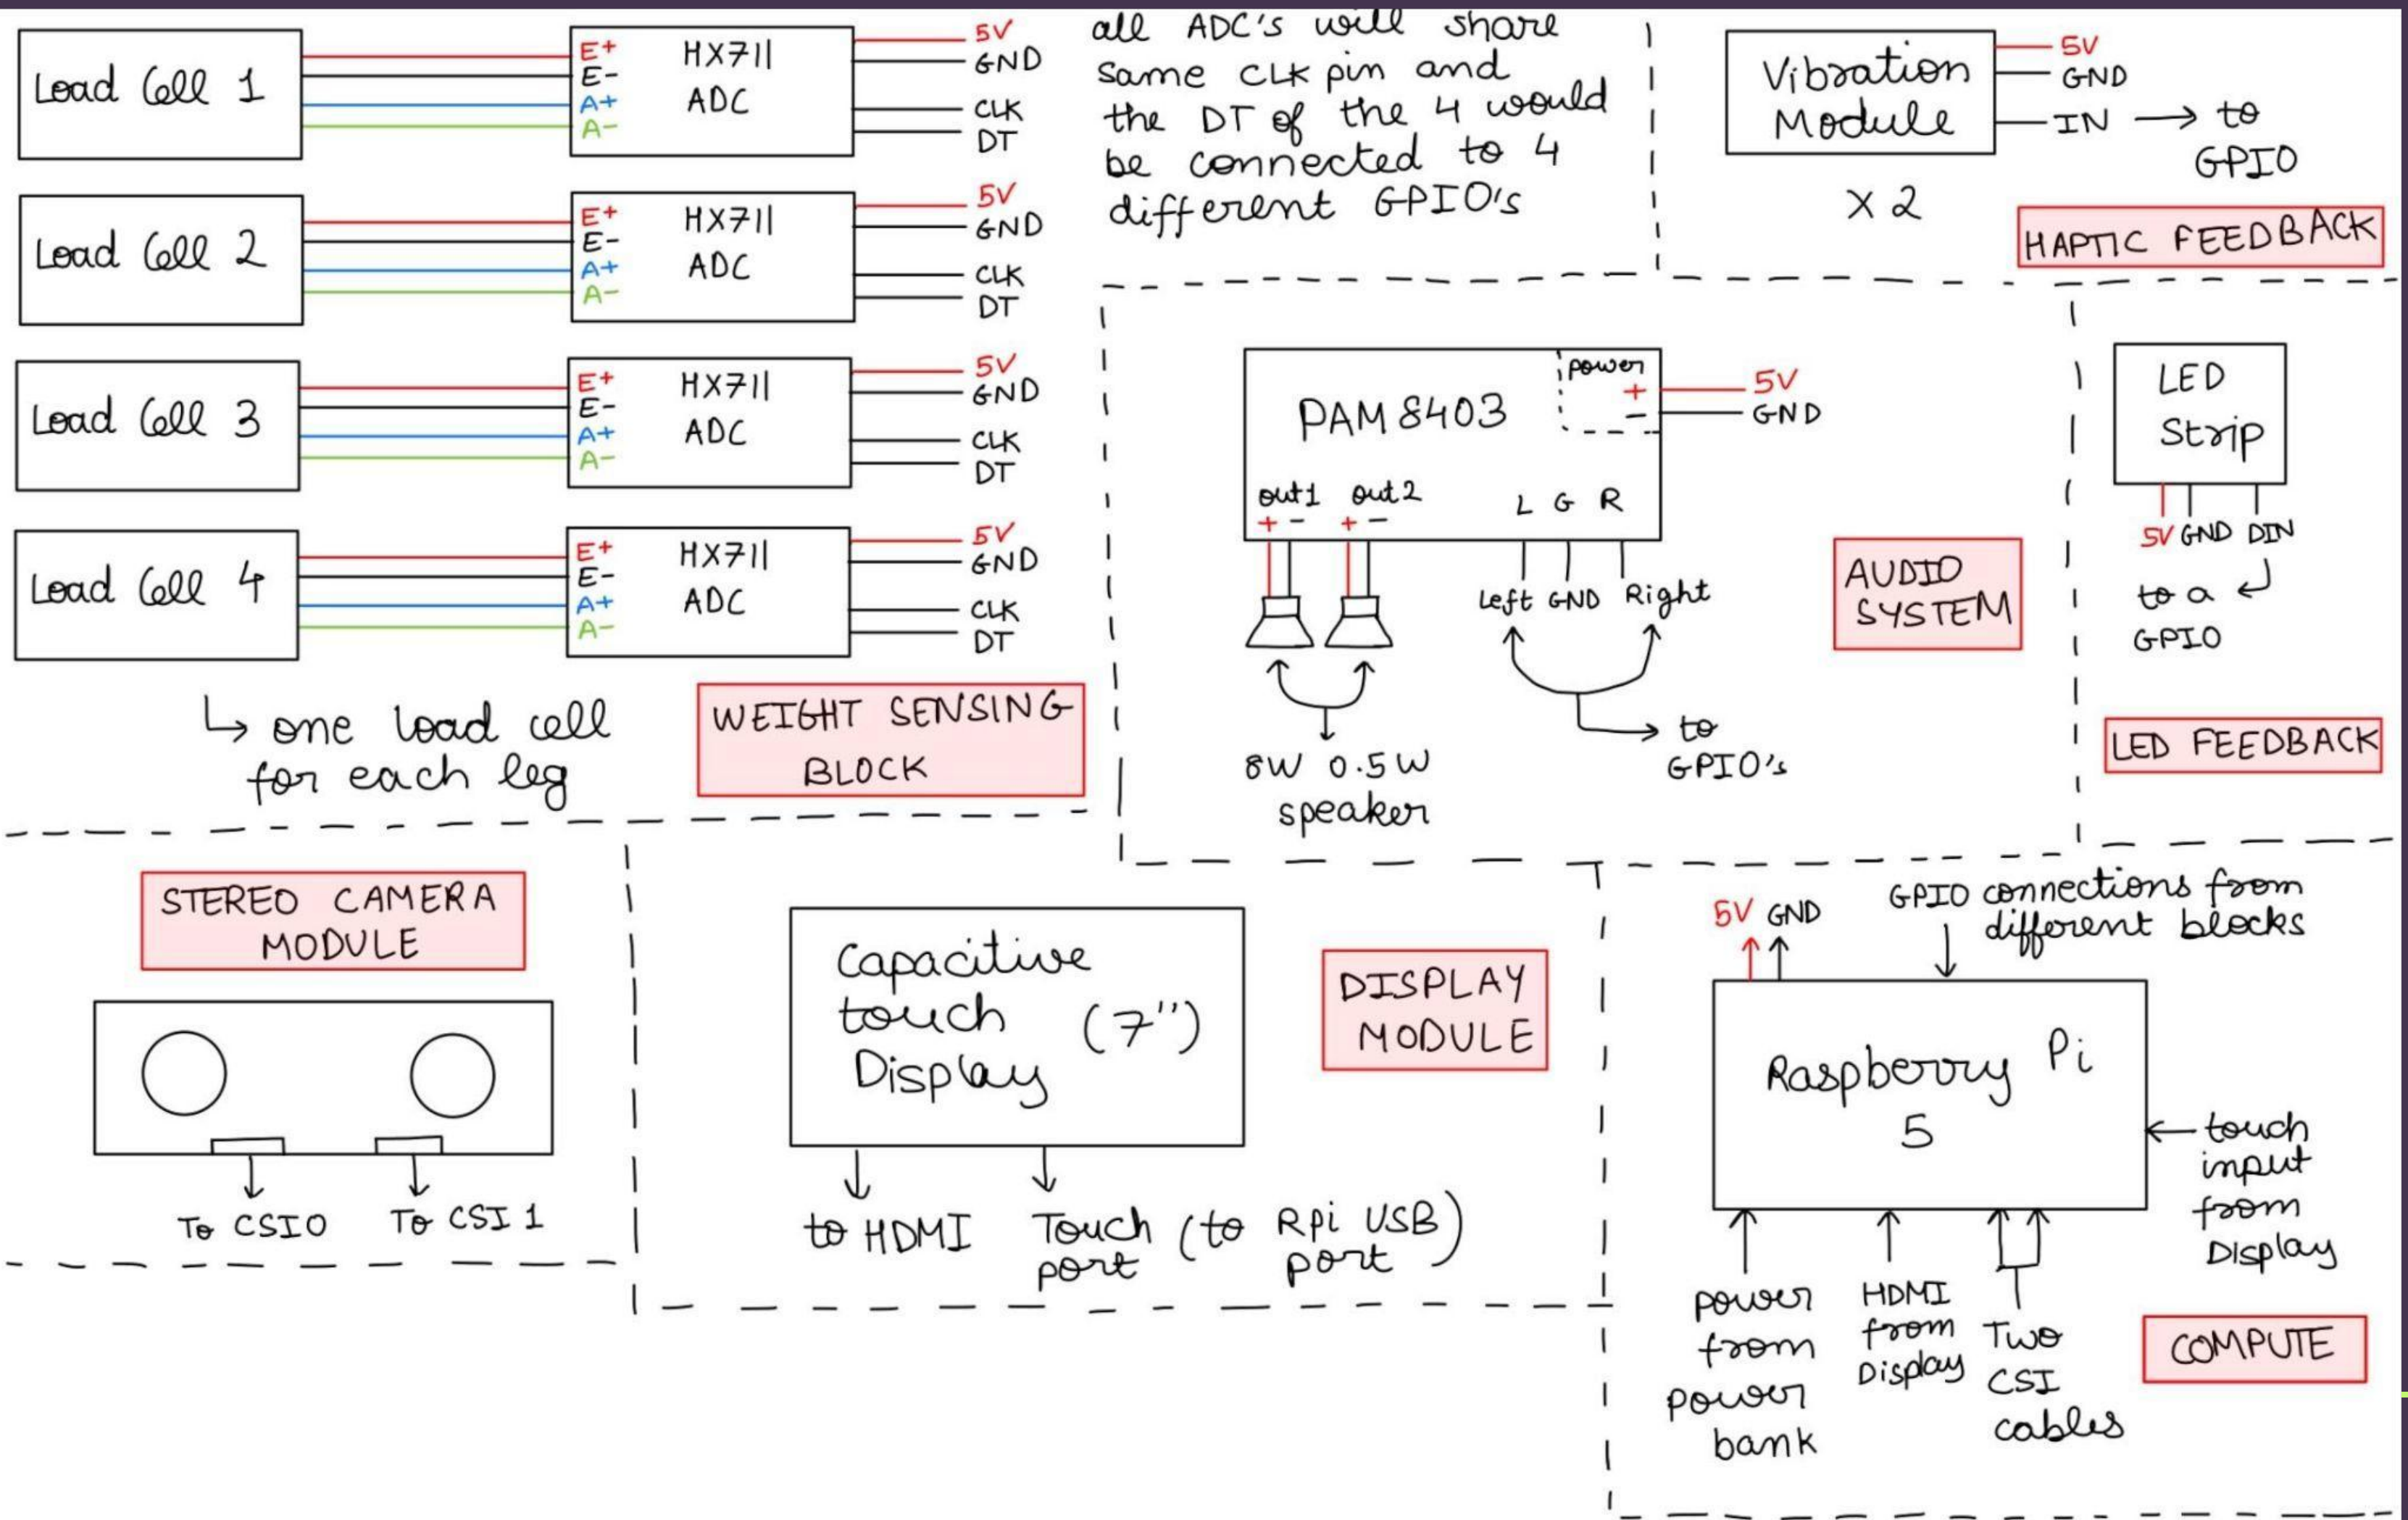 Load Cell 1
E+
E-
A+
A-
HX711
ADC
5V
GND
CLK
DT
Load Cell 2
E+
E-
A+
A-
HX711
ADC
5V
GND
CLK
DT
Load Cell 3
E+
E-
A+
A-
HX711
ADC
5V
GND
CLK
DT
Load Cell 4
E+
E-
A+
A-
HX711
ADC
5V
GND
CLK
DT
one load cell
for each leg
WEIGHT SENSING
BLOCK
all ADC's will share
same CLK pin and
the DT of the 4 would
be connected to 4
different GPIO's
Vibration
Module
5V
GND
IN → to
GPIO
X 2
HAPTIC FEEDBACK
PAM 8403
power
+
-
5V
GND
out1 out2
+ - + -
L G R
Left GND Right
8W 0.5W
speaker
to
GPIO's
AUDIO
SYSTEM
LED
Strip
5V GND DIN
to a
GPIO
LED FEEDBACK
STEREO CAMERA
MODULE
To CSI0 To CSI 1
Capacitive
touch (7")
Display
to HDMI Touch (to Rpi USB)
port port
DISPLAY
MODULE
5V GND
GPIO connections from
different blocks
Raspberry Pi
5
touch
input
from
Display
power
from
power
bank
HDMI
from
Display
Two
CSI
cables
COMPUTE